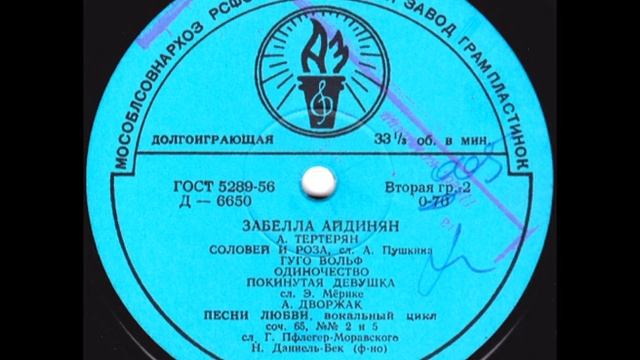 МОСОБЛСОВНАРХОЗ РСФС
ЗАВОД ГРАМПЛАСТИНОК
АЗ
ДОЛГОИГРАЮЩАЯ 33 1/3 об. в мин.
ГОСТ 5289-56 Вторая гр.-2
Д — 6650 0-70
ЗАБЕЛЛА АЙДИНЯН
А. ТЕРТЕРЯН
СОЛОВЕЙ И РОЗА, сл. А. Пушкина
ГУГО ВОЛЬФ
ОДИНОЧЕСТВО
ПОКИНУТАЯ ДЕВУШКА
сл. Э. Мёрике
А. ДВОРЖАК
ПЕСНИ ЛЮБВИ, вокальный цикл
соч. 65, №№ 2 и 5
сл Г. Пфлегер-Моравского
Н. Даниель-Бек (ф-но)